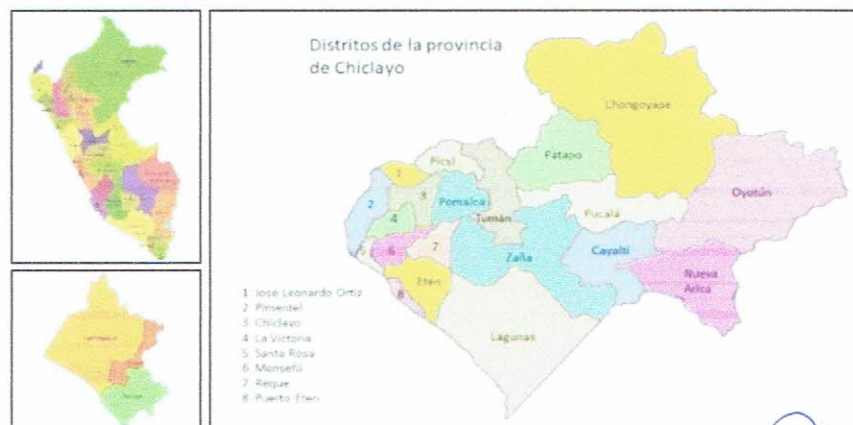 Distritos de la provincia
de Chiclayo
Chongoyape
Picsi
Patapo
1
Oyotún
2
3
Pomalca
4
Tumán
Pucalá
5
6
7
Zaña
Cayaltí
Eten
8
Nueva
Arica
Lagunas
1 José Leonardo Ortiz
2 Pimentel
3 Chiclayo
4 La Victoria
5 Santa Rosa
6 Monsefú
7 Reque
8 Puerto Eten